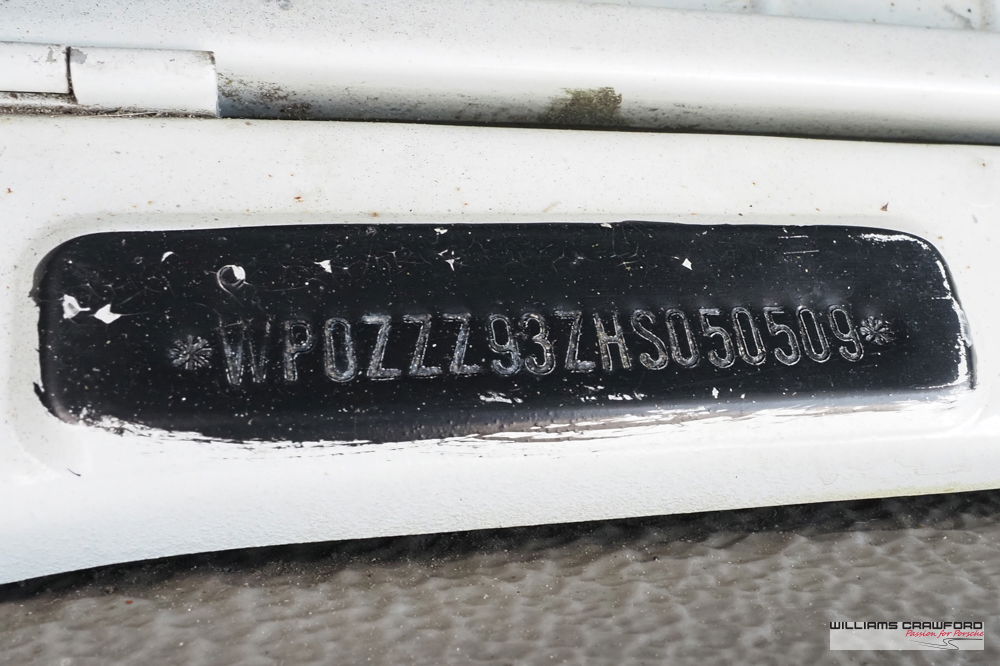 *WP0ZZZ93ZHS050509*
WILLIAMS CRAWFORD
Passion for Porsche